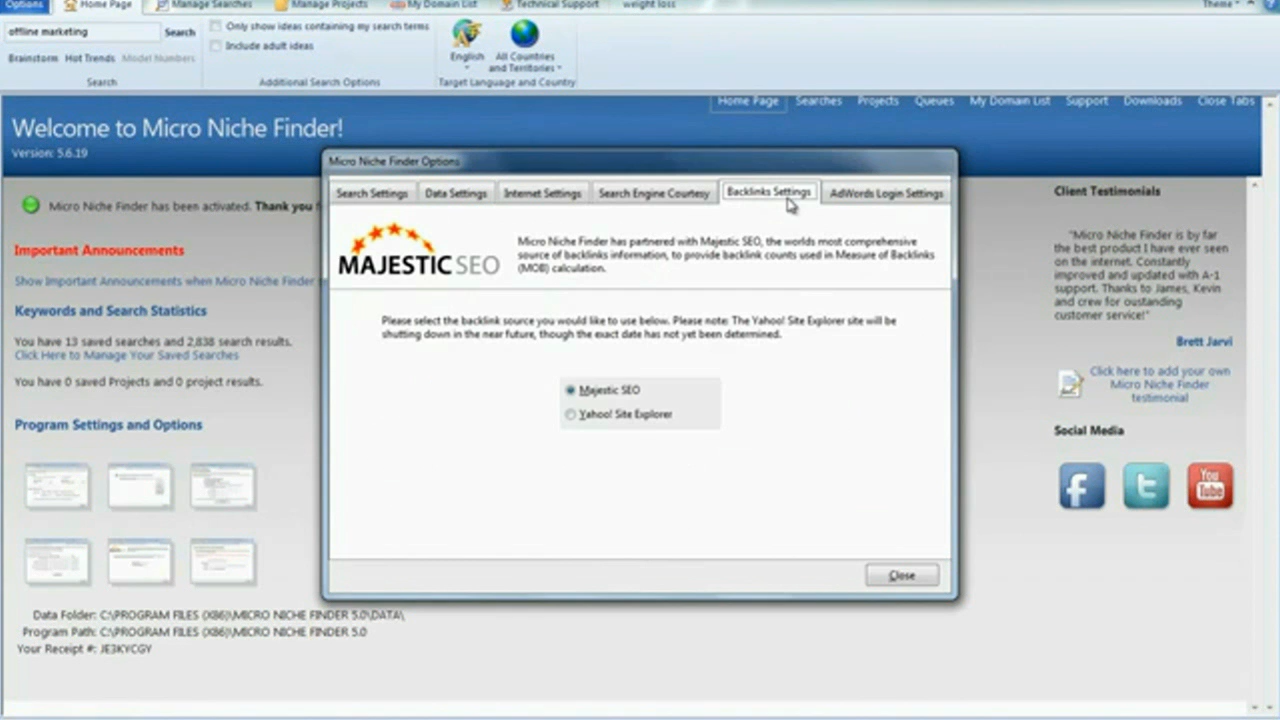 Options Home Page Manage Searches Manage Projects My Domain List Technical Support weight loss Theme
offline marketing Search
Only show ideas containing my search terms
Include adult ideas
Brainstorm Hot Trends Model Numbers
English
All Countries
and Territories
Search
Additional Search Options
Target Language and Country
Home Page Searches Projects Queues My Domain List Support Downloads Close Tabs
Welcome to Micro Niche Finder!
Version: 5.6.19
Micro Niche Finder has been activated. Thank you f
Important Announcements
Show Important Announcements when Micro Niche Finder
Keywords and Search Statistics
You have 13 saved searches and 2,838 search results.
Click Here to Manage Your Saved Searches
You have 0 saved Projects and 0 project results.
Program Settings and Options
Data Folder: C:\PROGRAM FILES (X86)\MICRO NICHE FINDER 5.0\DATA\
Program Path: C:\PROGRAM FILES (X86)\MICRO NICHE FINDER 5.0
Your Receipt #: JE3KYCGY
Micro Niche Finder Options
Search Settings Data Settings Internet Settings Search Engine Courtesy Backlinks Settings AdWords Login Settings
MAJESTIC SEO
Micro Niche Finder has partnered with Majestic SEO, the worlds most comprehensive
source of backlinks information, to provide backlink counts used in Measure of Backlinks
(MOB) calculation.
Please select the backlink source you would like to use below. Please note: The Yahoo! Site Explorer site will be
shutting down in the near future, though the exact date has not yet been determined.
Majestic SEO
Yahoo! Site Explorer
Close
Client Testimonials
"Micro Niche Finder is by far
the best product I have ever seen
on the internet. Constantly
improved and updated with A-1
support. Thanks to James, Kevin
and crew for oustanding
customer service!"
Brett Jarvi
Click here to add your own
Micro Niche Finder
testimonial
Social Media
f
t
You
Tube